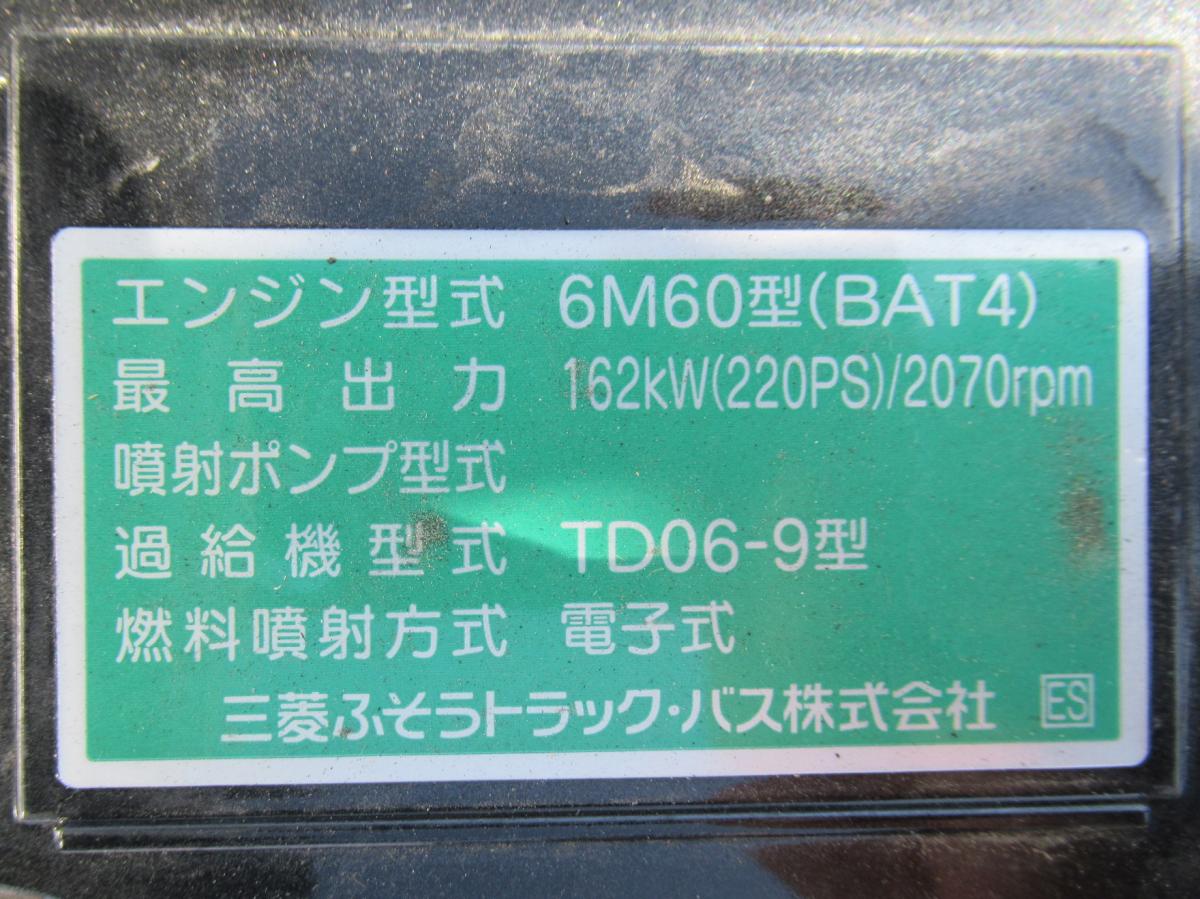 エンジン型式 6M60型(BAT4)
最高出力 162kW(220PS)/2070rpm
噴射ポンプ型式
過給機型式 TD06-9型
燃料噴射方式 電子式
三菱ふそうトラック・バス株式会社 ES